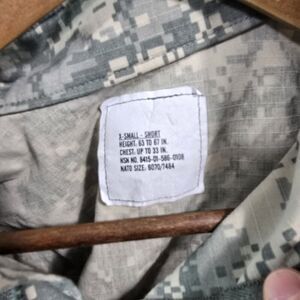 X-SMALL - SHORT
HEIGHT: 63 TO 67 IN.
CHEST: UP TO 33 IN.
NSN NO. 8415-01-586-0108
NATO SIZE: 6070/7484